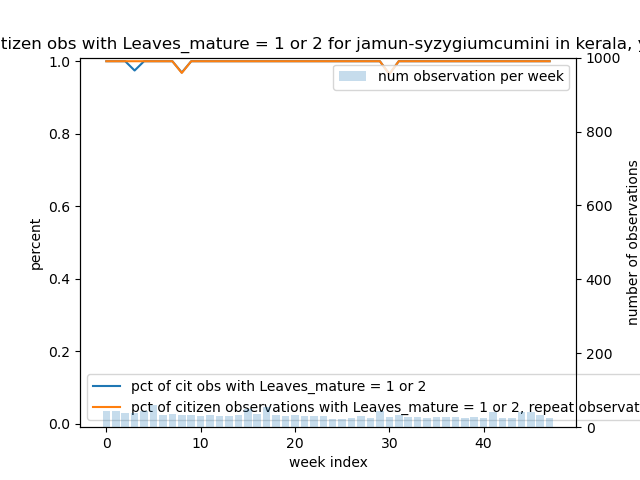 tizen obs with Leaves_mature = 1 or 2 for jamun-syzygiumcumini in kerala,
num observation per week
1.0
0.8
0.6
0.4
0.2
0.0
percent
1000
800
600
400
200
0
number of observations
pct of cit obs with Leaves_mature = 1 or 2
pct of citizen observations with Leaves_mature = 1 or 2, repeat observat
0
10
20
30
40
week index